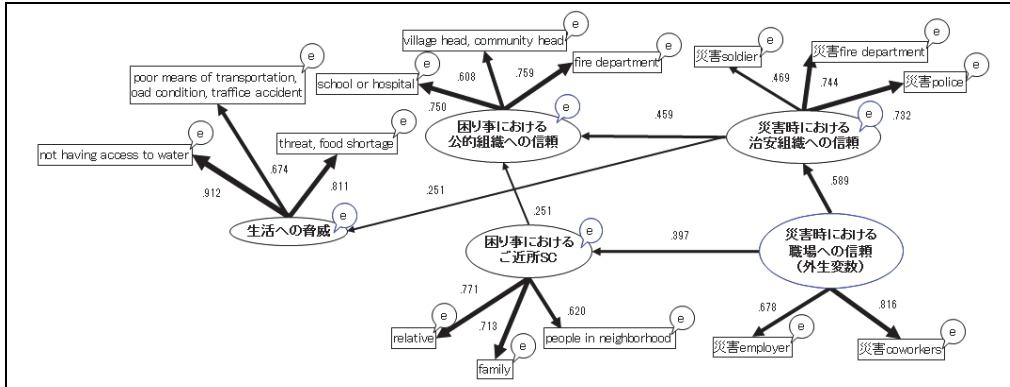 e
village head, community head
e
fire department
e
school or hospital
.608
.759
.750
e
困り事における
公的組織への信頼
e
poor means of transportation,
oad condition, traffice accident
e
not having access to water
e
threat, food shortage
.912
.674
.811
生活への脅威
e
e
災害soldier
e
災害fire department
e
災害police
.469
.744
.732
災害時における
治安組織への信頼
e
.459
.251
.251
.589
困り事における
ご近所SC
e
.397
災害時における
職場への信頼
(外生変数)
.771
.713
.620
relative
e
family
e
people in neighborhood
e
.678
.816
災害employer
e
災害coworkers
e